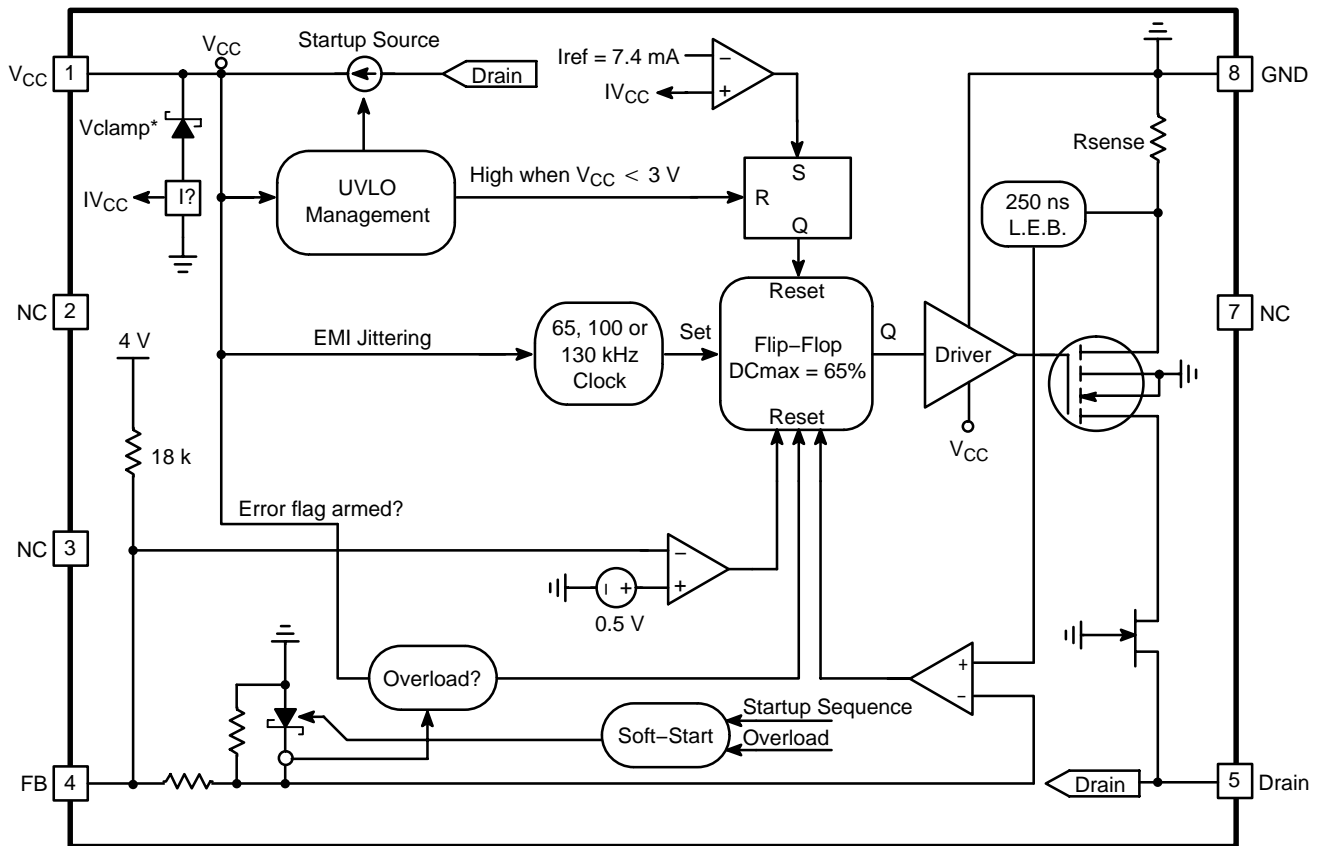 Startup Source
VCC
Iref = 7.4 mA
−
+
IVCC
VCC 1
Drain
8 GND
Vclamp*
Rsense
UVLO
Management
High when VCC < 3 V
S
R
Q
250 ns
L.E.B.
IVCC
I?
NC 2
7 NC
4 V
EMI Jittering
65, 100 or
130 kHz
Clock
Set
Reset
Flip−Flop
DCmax = 65%
Reset
Q
Driver
VCC
18 k
Error flag armed?
NC 3
−
+
+
0.5 V
Overload?
+
−
Soft−Start
Startup Sequence
Overload
FB 4
Drain
5 Drain